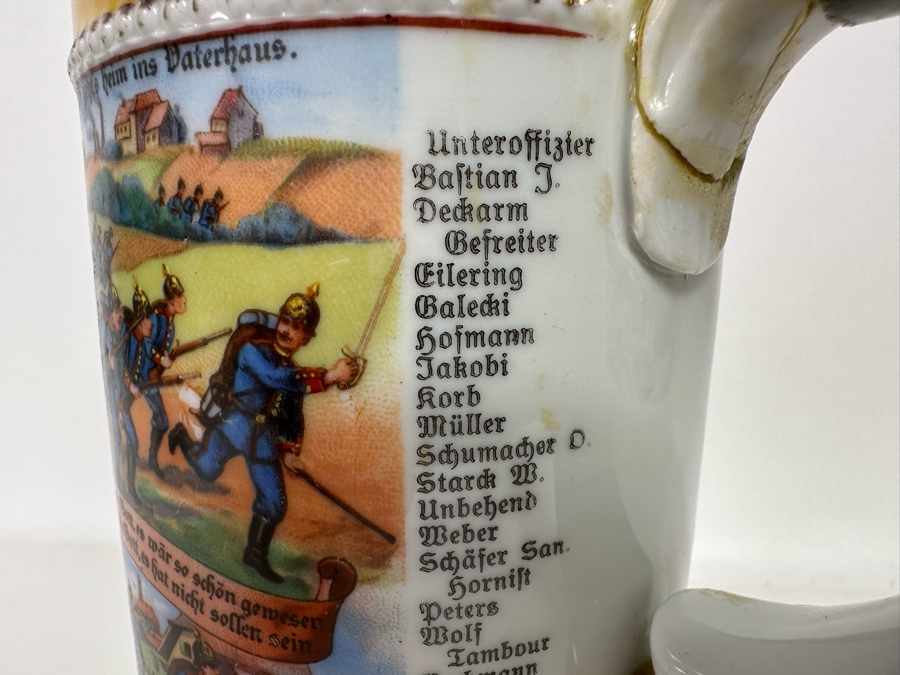 heim ins Vaterhaus.
Unteroffizier
Baſtian J.
Deckarm
Gefreiter
Eilering
Galecki
Hofmann
Jakobi
Korb
Müller
Schumacher O.
Starck W.
Unbehend
Weber
Schäfer San.
Horniſt
Peters
Wolf
Tambour
es wär so schön gewesen
es hat nicht sollen sein